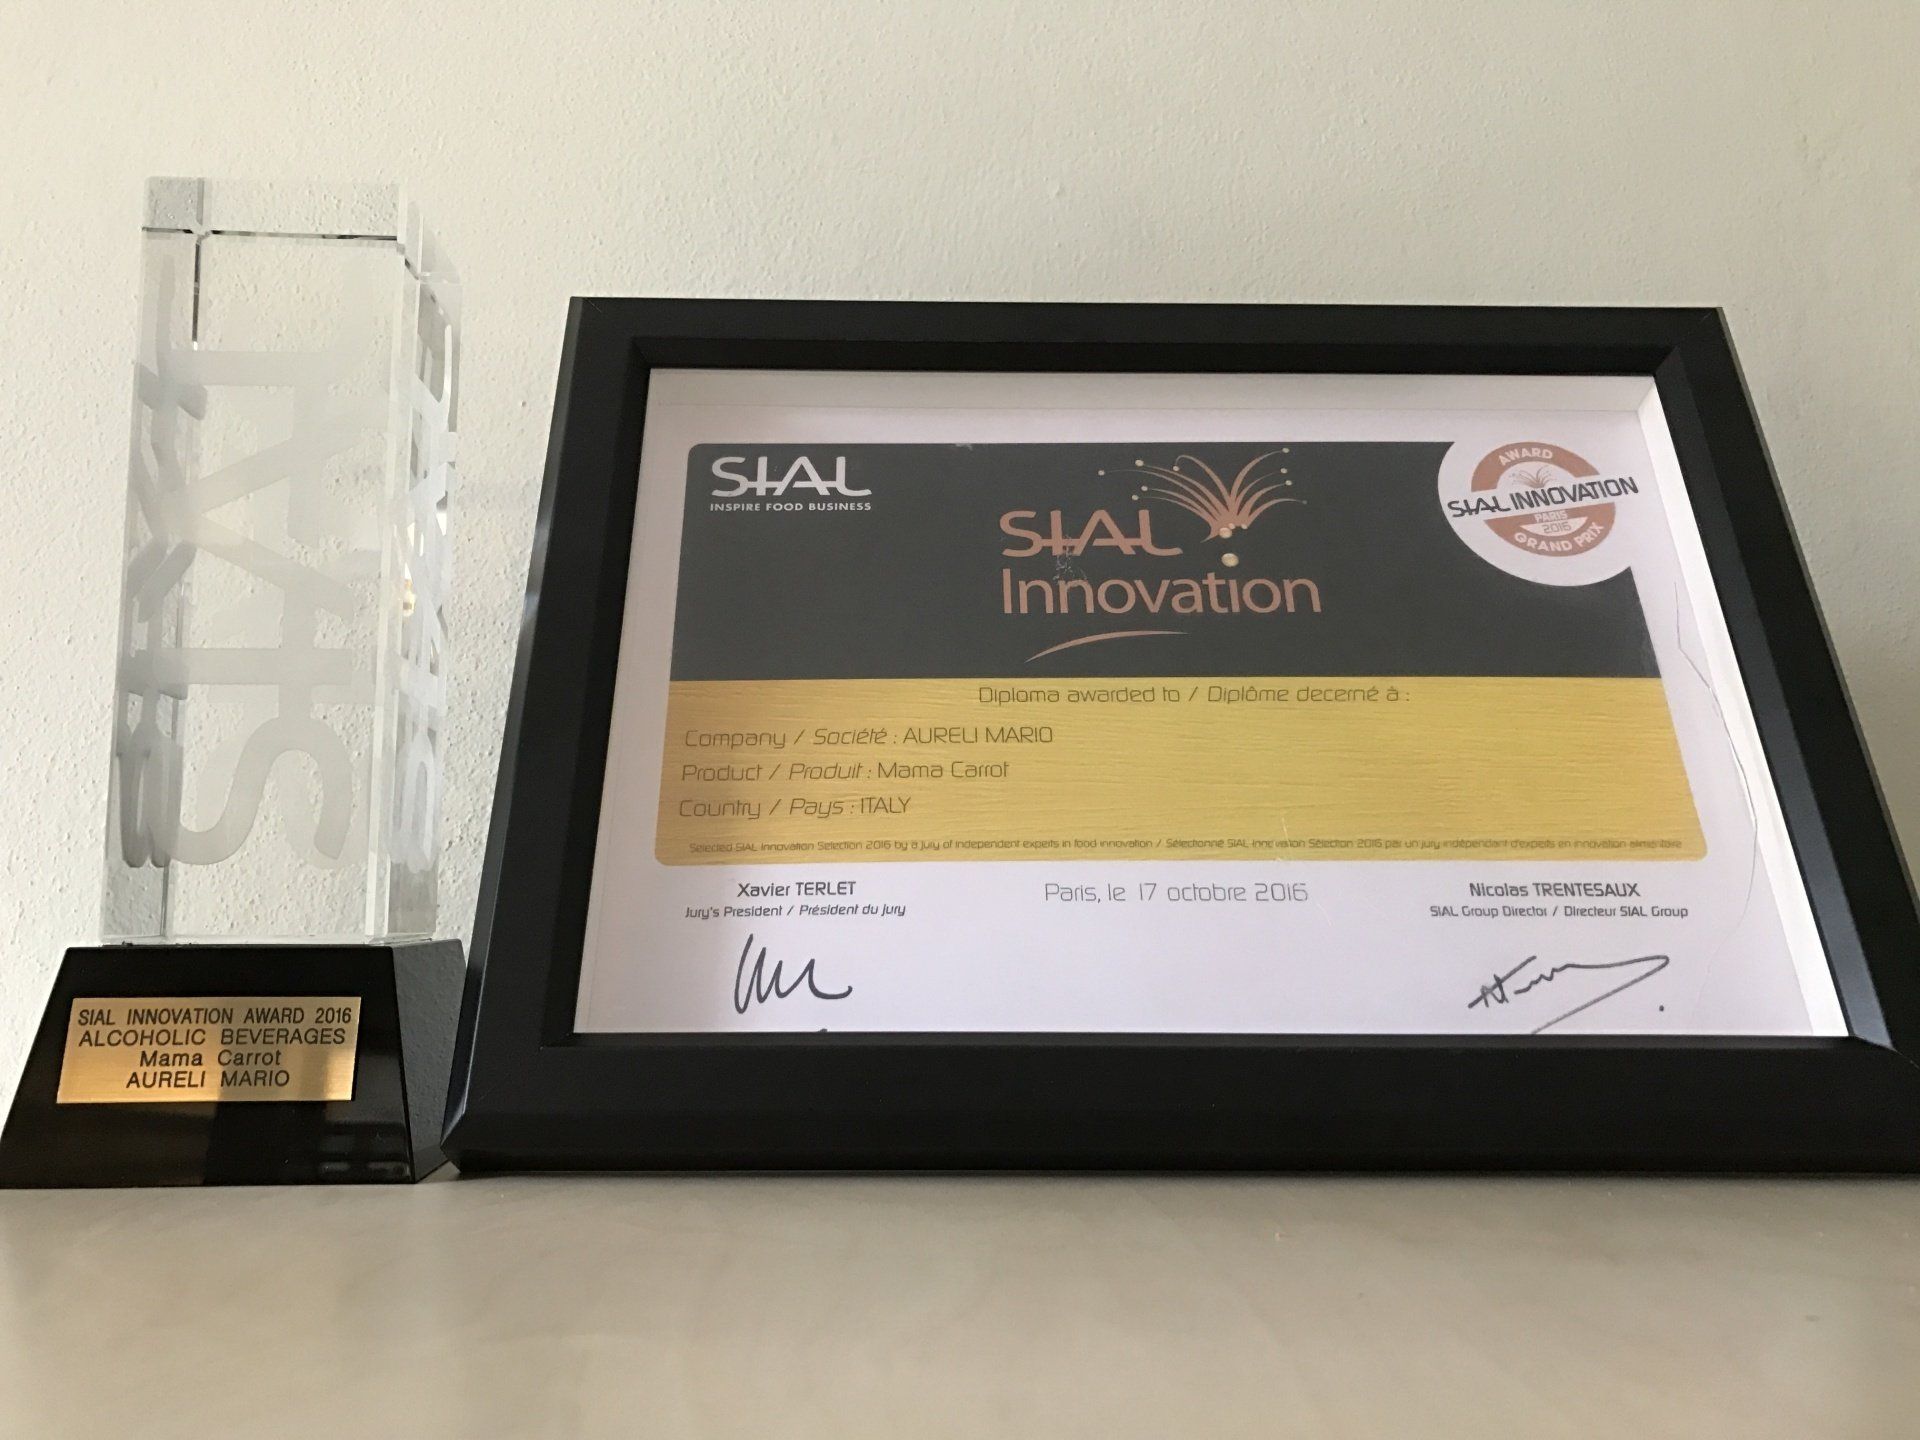 SIAL
SIAL
SIAL
SIAL INNOVATION AWARD 2016
ALCOHOLIC BEVERAGES
Mama Carrot
AURELI MARIO
SIAL
INSPIRE FOOD BUSINESS
SIAL
Innovation
AWARD
SIAL INNOVATION
PARIS
2016
GRAND PRIX
Diploma awarded to / Diplôme decerné à :
Company / Société : AURELI MARIO
Product / Produit : Mama Carrot
Country / Pays : ITALY
Selected SIAL Innovation Selection 2016 by a jury of independent experts in food innovation / Sélectionné SIAL Innovation Sélection 2016 par un jury indépendant d'experts en innovation alimentaire
Xavier TERLET
Jury's President / Président du jury
Paris, le 17 octobre 2016
Nicolas TRENTESAUX
SIAL Group Director / Directeur SIAL Group